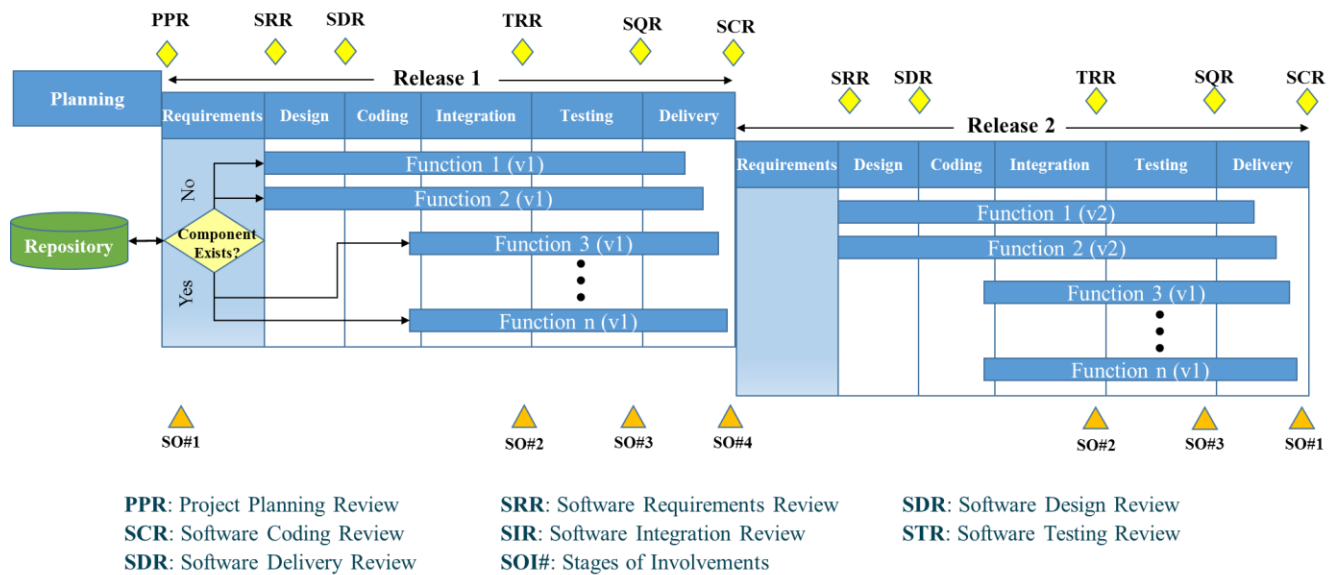 PPR SRR SDR TRR SQR SCR
Release 1
SRR SDR TRR SQR SCR
Planning
Requirements Design Coding Integration Testing Delivery
Release 2
Function 1 (v1)
Requirements Design Coding Integration Testing Delivery
No
Function 2 (v1)
Function 1 (v2)
Repository
Component
Exists?
Function 3 (v1)
Function 2 (v2)
Yes
Function 3 (v1)
Function n (v1)
Function n (v1)
SO#1 SO#2 SO#3 SO#4 SO#2 SO#3 SO#1
PPR: Project Planning Review SRR: Software Requirements Review SDR: Software Design Review
SCR: Software Coding Review SIR: Software Integration Review STR: Software Testing Review
SDR: Software Delivery Review SOI#: Stages of Involvements